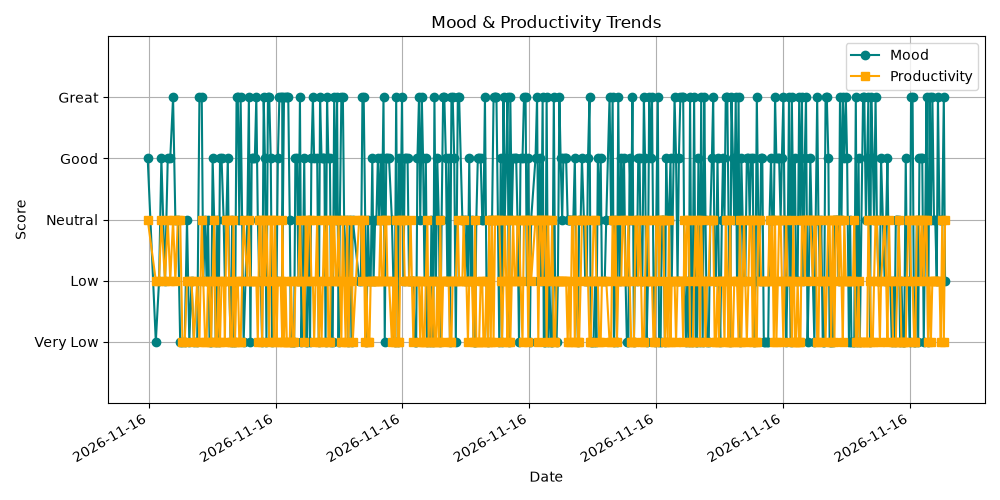 Mood & Productivity Trends
Mood
Productivity
Great
Good
Neutral
Low
Very Low
Score
2026-11-16
2026-11-16
2026-11-16
2026-11-16
2026-11-16
2026-11-16
2026-11-16
Date